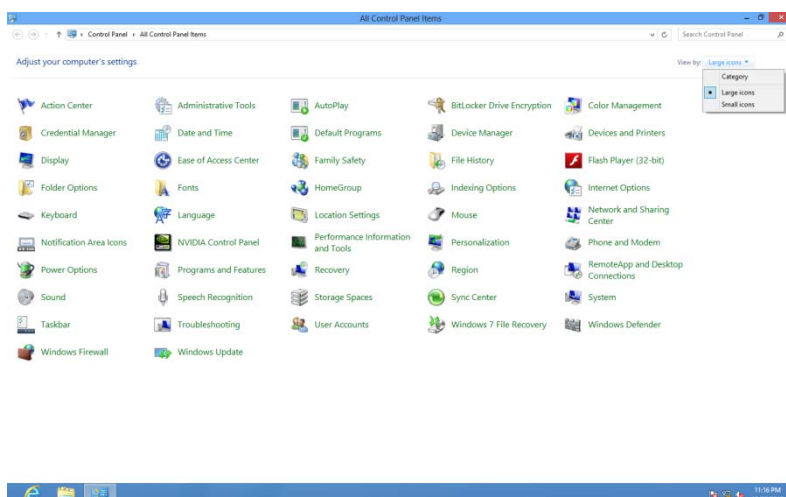 All Control Panel Items
Control Panel All Control Panel Items
Search Control Panel
Adjust your computer's settings
View by: Large icons
Category
Large icons
Small icons
Action Center
Administrative Tools
AutoPlay
BitLocker Drive Encryption
Color Management
Credential Manager
Date and Time
Default Programs
Device Manager
Devices and Printers
Display
Ease of Access Center
Family Safety
File History
Flash Player (32-bit)
Folder Options
Fonts
HomeGroup
Indexing Options
Internet Options
Keyboard
Language
Location Settings
Mouse
Network and Sharing
Center
Notification Area Icons
NVIDIA Control Panel
Performance Information
and Tools
Personalization
Phone and Modem
Power Options
Programs and Features
Recovery
Region
RemoteApp and Desktop
Connections
Sound
Speech Recognition
Storage Spaces
Sync Center
System
Taskbar
Troubleshooting
User Accounts
Windows 7 File Recovery
Windows Defender
Windows Firewall
Windows Update
11:16 PM